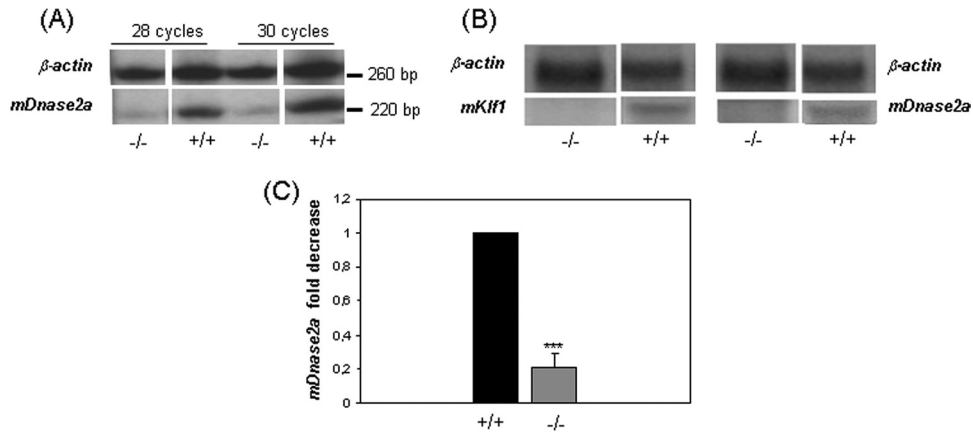 (A)
28 cycles 30 cycles
β-actin
260 bp
mDnase2a
220 bp
-/- +/+ -/- +/+
(B)
β-actin β-actin
mKlf1 mDnase2a
-/- +/+ -/- +/+
(C)
mDnase2a fold decrease
1,2
1
0,8
0,6
0,4
0,2
0
***
+/+ -/-